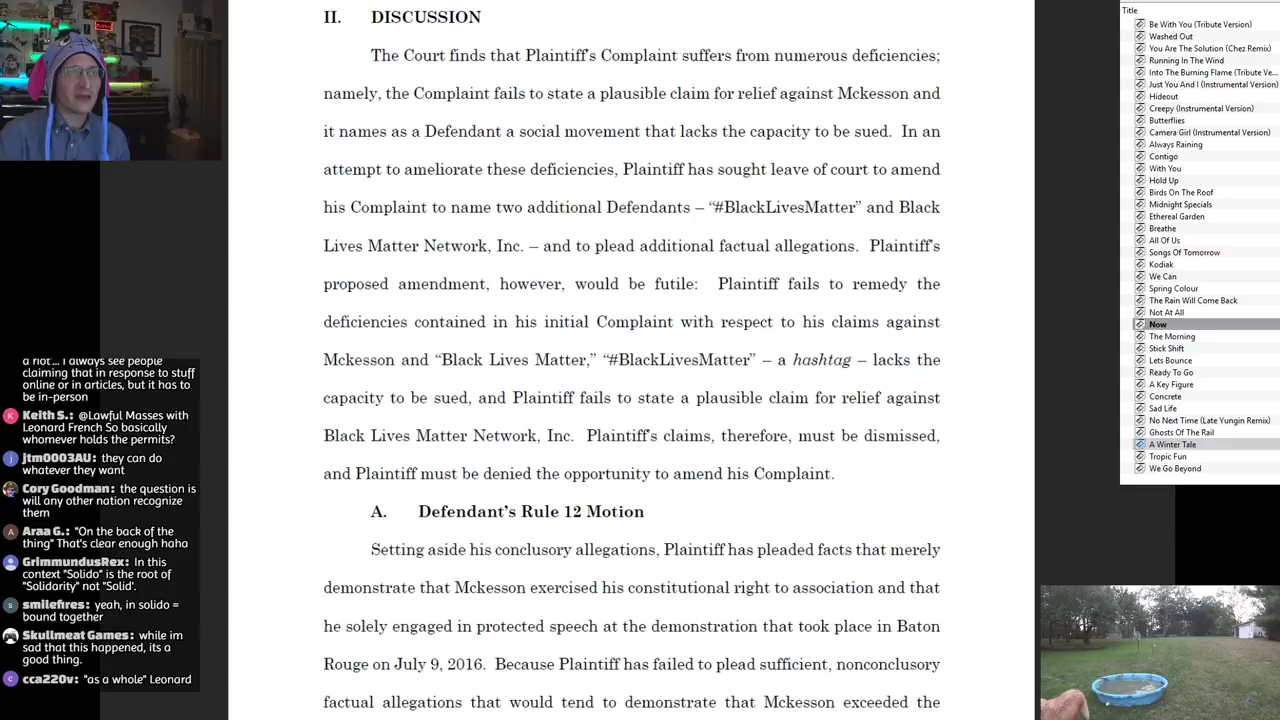 II. DISCUSSION
The Court finds that Plaintiff's Complaint suffers from numerous deficiencies;
namely, the Complaint fails to state a plausible claim for relief against Mckesson and
it names as a Defendant a social movement that lacks the capacity to be sued. In an
attempt to ameliorate these deficiencies, Plaintiff has sought leave of court to amend
his Complaint to name two additional Defendants – “#BlackLivesMatter” and Black
Lives Matter Network, Inc. – and to plead additional factual allegations. Plaintiff's
proposed amendment, however, would be futile: Plaintiff fails to remedy the
deficiencies contained in his initial Complaint with respect to his claims against
Mckesson and “Black Lives Matter,” “#BlackLivesMatter” – a hashtag – lacks the
capacity to be sued, and Plaintiff fails to state a plausible claim for relief against
Black Lives Matter Network, Inc. Plaintiff's claims, therefore, must be dismissed,
and Plaintiff must be denied the opportunity to amend his Complaint.
A. Defendant's Rule 12 Motion
Setting aside his conclusory allegations, Plaintiff has pleaded facts that merely
demonstrate that Mckesson exercised his constitutional right to association and that
he solely engaged in protected speech at the demonstration that took place in Baton
Rouge on July 9, 2016. Because Plaintiff has failed to plead sufficient, nonconclusory
factual allegations that would tend to demonstrate that Mckesson exceeded the
a riot... I always see people
claiming that in response to stuff
online or in articles, but it has to
be in-person
Keith S.: @Lawful Masses with
Leonard French So basically
whomever holds the permits?
jtm0003AU: they can do
whatever they want
Cory Goodman: the question is
will any other nation recognize
them
Araa G.: "On the back of the
thing" That's clear enough haha
GrimmundusRex: In this
context "Solido" is the root of
"Solidarity" not "Solid'.
smilefires: yeah, in solido =
bound together
Skullmeat Games: while im
sad that this happened, its a
good thing.
cca220v: "as a whole" Leonard
Title
Be With You (Tribute Version)
Washed Out
You Are The Solution (Chez Remix)
Running In The Wind
Into The Burning Flame (Tribute Ve...
Just You And I (Instrumental Version)
Hideout
Creepy (Instrumental Version)
Butterflies
Camera Girl (Instrumental Version)
Always Raining
Contigo
With You
Hold Up
Birds On The Roof
Midnight Specials
Ethereal Garden
Breathe
All Of Us
Songs Of Tomorrow
Kodiak
We Can
Spring Colour
The Rain Will Come Back
Not At All
Now
The Morning
Stick Shift
Lets Bounce
Ready To Go
A Key Figure
Concrete
Sad Life
No Next Time (Late Yungin Remix)
Ghosts Of The Rail
A Winter Tale
Tropic Fun
We Go Beyond